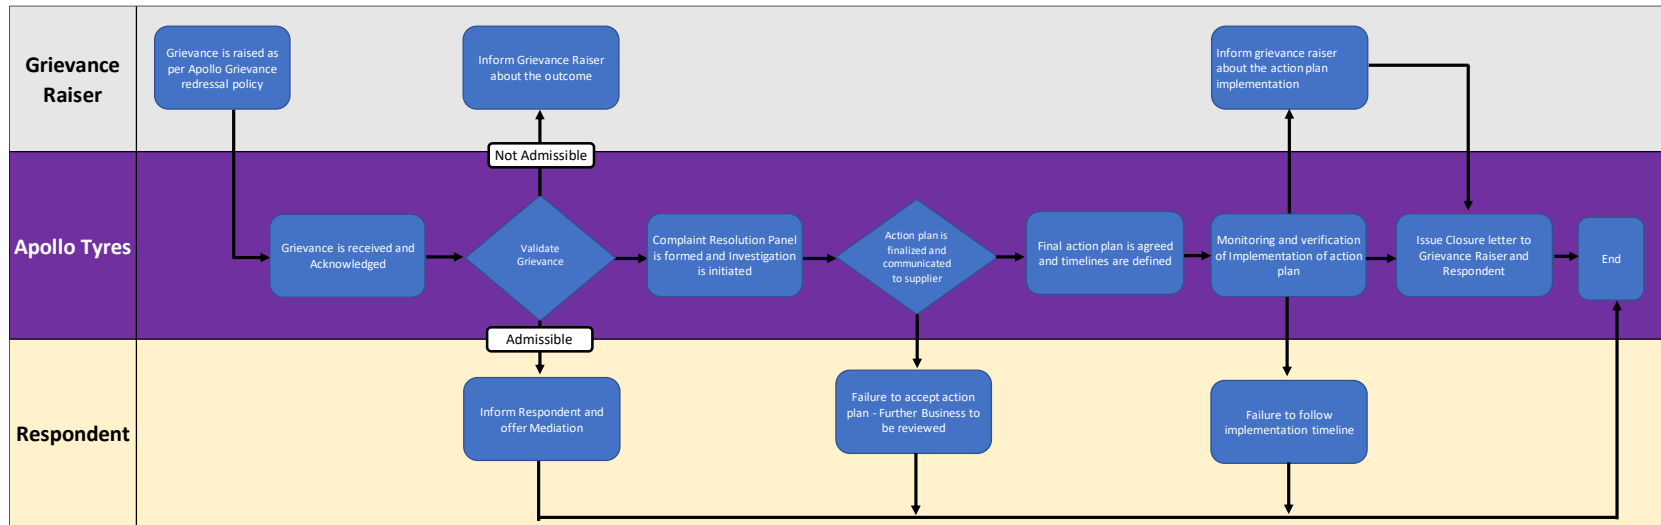 Grievance
Raiser
Grievance is raised as
per Apollo Grievance
redressal policy
Inform Grievance Raiser
about the outcome
Inform grievance raiser
about the action plan
implementation
Not Admissible
Apollo Tyres
Grievance is received and
Acknowledged
Validate
Grievance
Complaint Resolution Panel
is formed and Investigation
is initiated
Action plan is
finalized and
communicated
to supplier
Final action plan is agreed
and timelines are defined
Monitoring and verification
of Implementation of action
plan
Issue Closure letter to
Grievance Raiser and
Respondent
End
Admissible
Respondent
Inform Respondent and
offer Mediation
Failure to accept action
plan - Further Business to
be reviewed
Failure to follow
implementation timeline